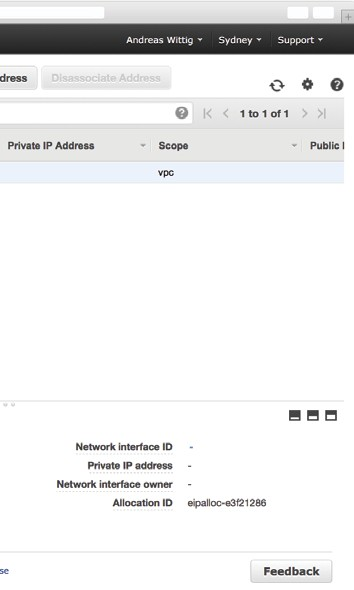 Andreas Wittig Sydney Support
dress Disassociate Address
1 to 1 of 1
Private IP Address Scope Public I
vpc
Network interface ID -
Private IP address -
Network interface owner -
Allocation ID eipalloc-e3f21286
se Feedback